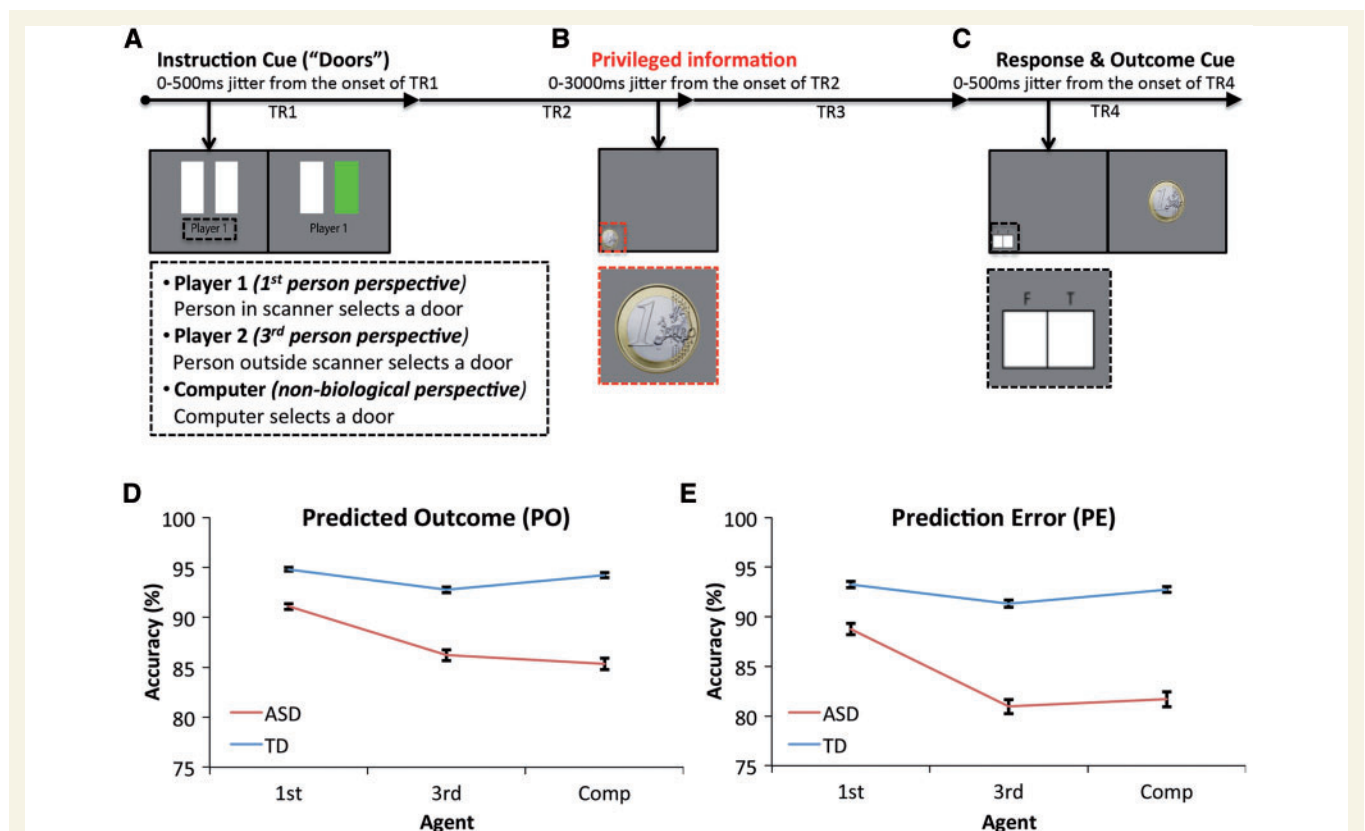 A
Instruction Cue ("Doors")
0-500ms jitter from the onset of TR1
B
Privileged information
0-3000ms jitter from the onset of TR2
C
Response & Outcome Cue
0-500ms jitter from the onset of TR4
TR1
TR2
TR3
TR4
Player 1
Player 1
• Player 1 (1st person perspective)
Person in scanner selects a door
• Player 2 (3rd person perspective)
Person outside scanner selects a door
• Computer (non-biological perspective)
Computer selects a door
1
1
1
F T
D
Predicted Outcome (PO)
Accuracy (%)
100
95
90
85
80
75
ASD
TD
1st 3rd Comp
Agent
E
Prediction Error (PE)
Accuracy (%)
100
95
90
85
80
75
ASD
TD
1st 3rd Comp
Agent